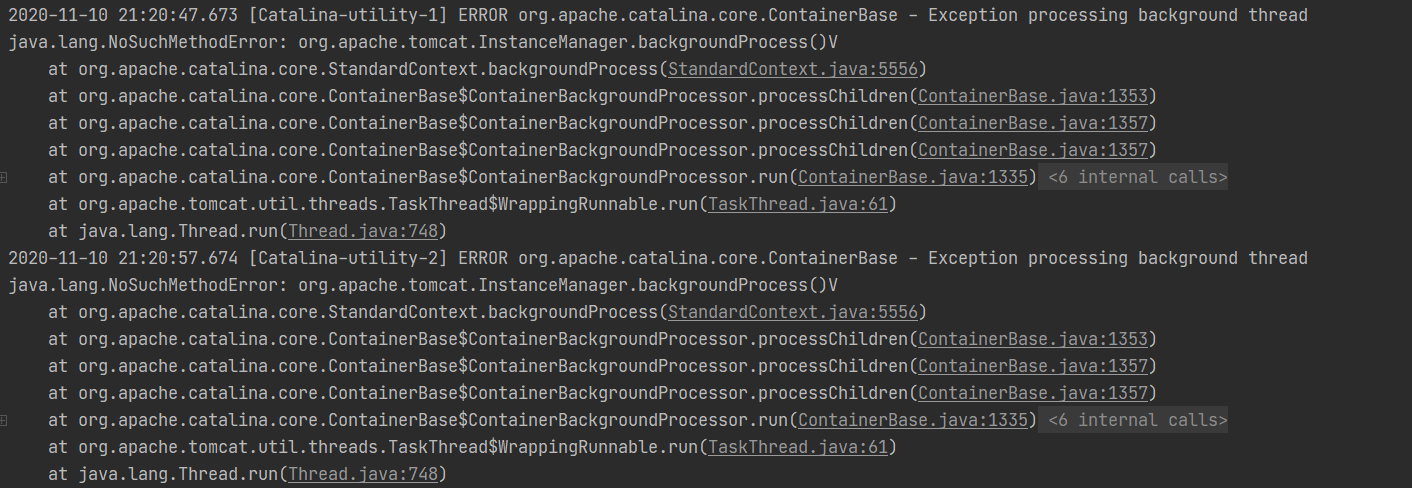 2020-11-10 21:20:47.673 [Catalina-utility-1] ERROR org.apache.catalina.core.ContainerBase - Exception processing background thread
java.lang.NoSuchMethodError: org.apache.tomcat.InstanceManager.backgroundProcess()V
    at org.apache.catalina.core.StandardContext.backgroundProcess(StandardContext.java:5556)
    at org.apache.catalina.core.ContainerBase$ContainerBackgroundProcessor.processChildren(ContainerBase.java:1353)
    at org.apache.catalina.core.ContainerBase$ContainerBackgroundProcessor.processChildren(ContainerBase.java:1357)
    at org.apache.catalina.core.ContainerBase$ContainerBackgroundProcessor.processChildren(ContainerBase.java:1357)
    at org.apache.catalina.core.ContainerBase$ContainerBackgroundProcessor.run(ContainerBase.java:1335) <6 internal calls>
    at org.apache.tomcat.util.threads.TaskThread$WrappingRunnable.run(TaskThread.java:61)
    at java.lang.Thread.run(Thread.java:748)
2020-11-10 21:20:57.674 [Catalina-utility-2] ERROR org.apache.catalina.core.ContainerBase - Exception processing background thread
java.lang.NoSuchMethodError: org.apache.tomcat.InstanceManager.backgroundProcess()V
    at org.apache.catalina.core.StandardContext.backgroundProcess(StandardContext.java:5556)
    at org.apache.catalina.core.ContainerBase$ContainerBackgroundProcessor.processChildren(ContainerBase.java:1353)
    at org.apache.catalina.core.ContainerBase$ContainerBackgroundProcessor.processChildren(ContainerBase.java:1357)
    at org.apache.catalina.core.ContainerBase$ContainerBackgroundProcessor.processChildren(ContainerBase.java:1357)
    at org.apache.catalina.core.ContainerBase$ContainerBackgroundProcessor.run(ContainerBase.java:1335) <6 internal calls>
    at org.apache.tomcat.util.threads.TaskThread$WrappingRunnable.run(TaskThread.java:61)
    at java.lang.Thread.run(Thread.java:748)